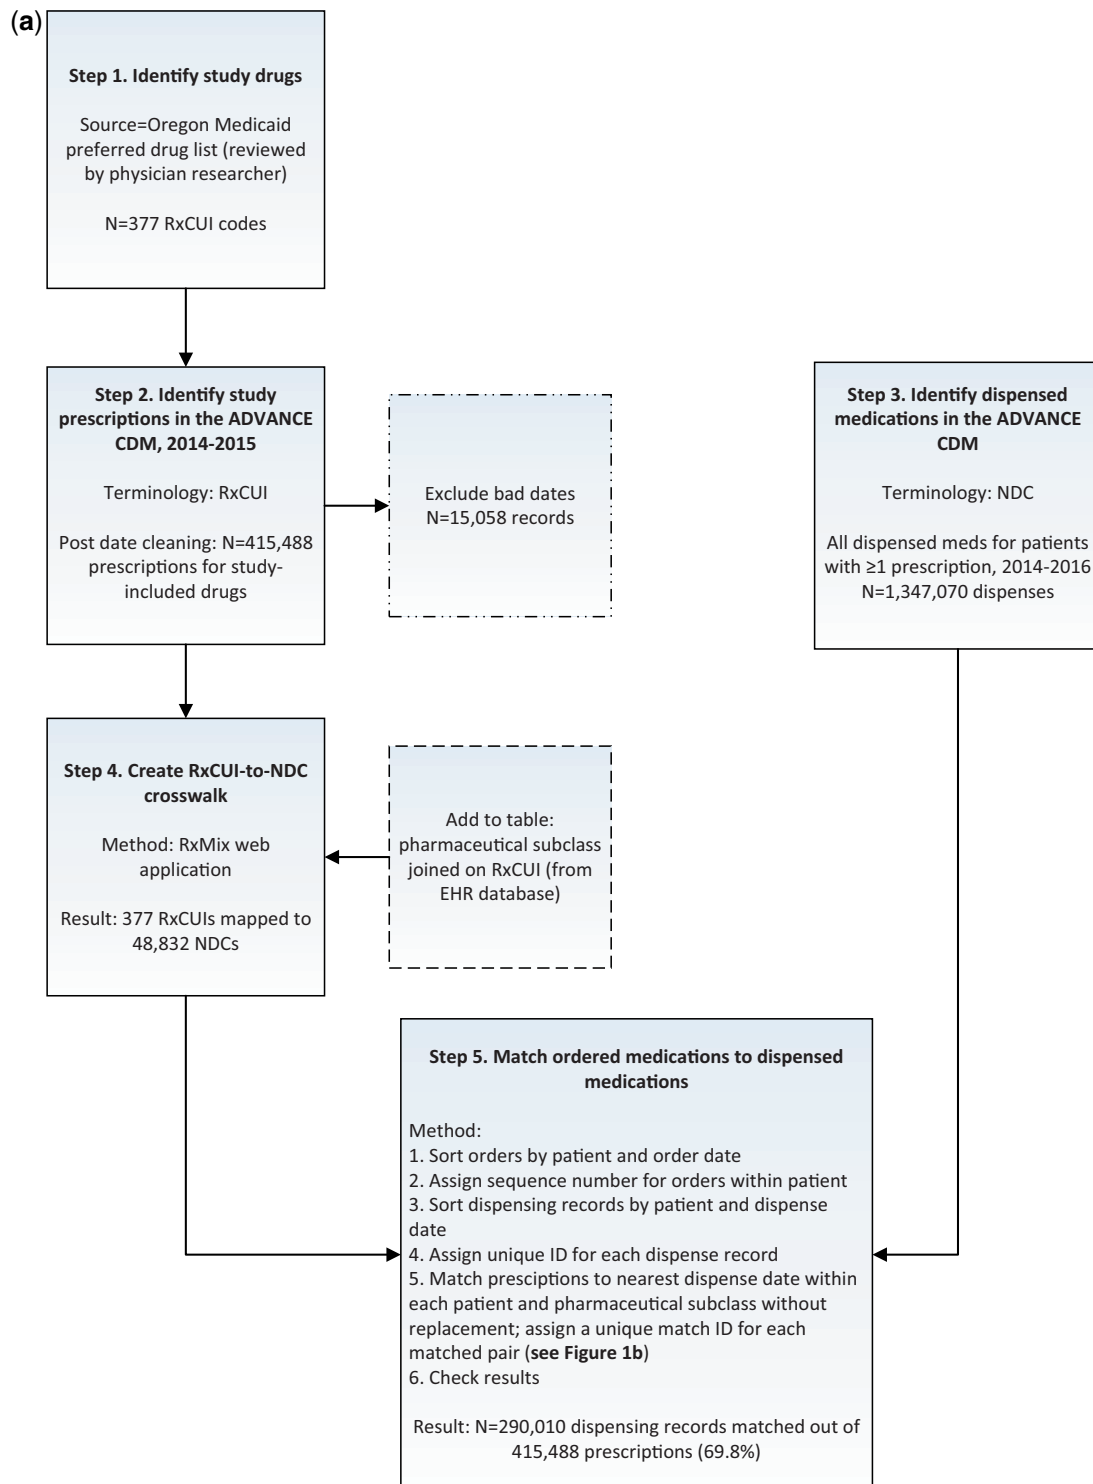 (a)
Step 1. Identify study drugs
Source=Oregon Medicaid
preferred drug list (reviewed
by physician researcher)
N=377 RxCUI codes
Step 2. Identify study
prescriptions in the ADVANCE
CDM, 2014-2015
Terminology: RxCUI
Post date cleaning: N=415,488
prescriptions for study-
included drugs
Exclude bad dates
N=15,058 records
Step 3. Identify dispensed
medications in the ADVANCE
CDM
Terminology: NDC
All dispensed meds for patients
with ≥1 prescription, 2014-2016
N=1,347,070 dispenses
Step 4. Create RxCUI-to-NDC
crosswalk
Method: RxMix web
application
Result: 377 RxCUIs mapped to
48,832 NDCs
Add to table:
pharmaceutical subclass
joined on RxCUI (from
EHR database)
Step 5. Match ordered medications to dispensed
medications
Method:
1. Sort orders by patient and order date
2. Assign sequence number for orders within patient
3. Sort dispensing records by patient and dispense
date
4. Assign unique ID for each dispense record
5. Match presciptions to nearest dispense date within
each patient and pharmaceutical subclass without
replacement; assign a unique match ID for each
matched pair (see Figure 1b)
6. Check results
Result: N=290,010 dispensing records matched out of
415,488 prescriptions (69.8%)